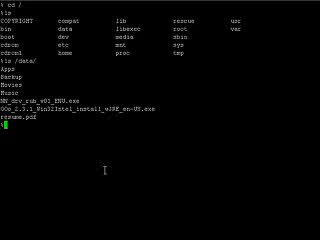 % cd /
%ls
COPYRIGHT compat lib rescue usr
bin data libexec root var
boot dev media sbin
cdrom etc mnt sys
cdrom1 home proc tmp
%ls /data/
Apps
Backup
Movies
Music
NW_drv_rub_w01_ENU.exe
OOo_2.3.1_Win32Intel_install_wJRE_en-US.exe
resume.pdf
%